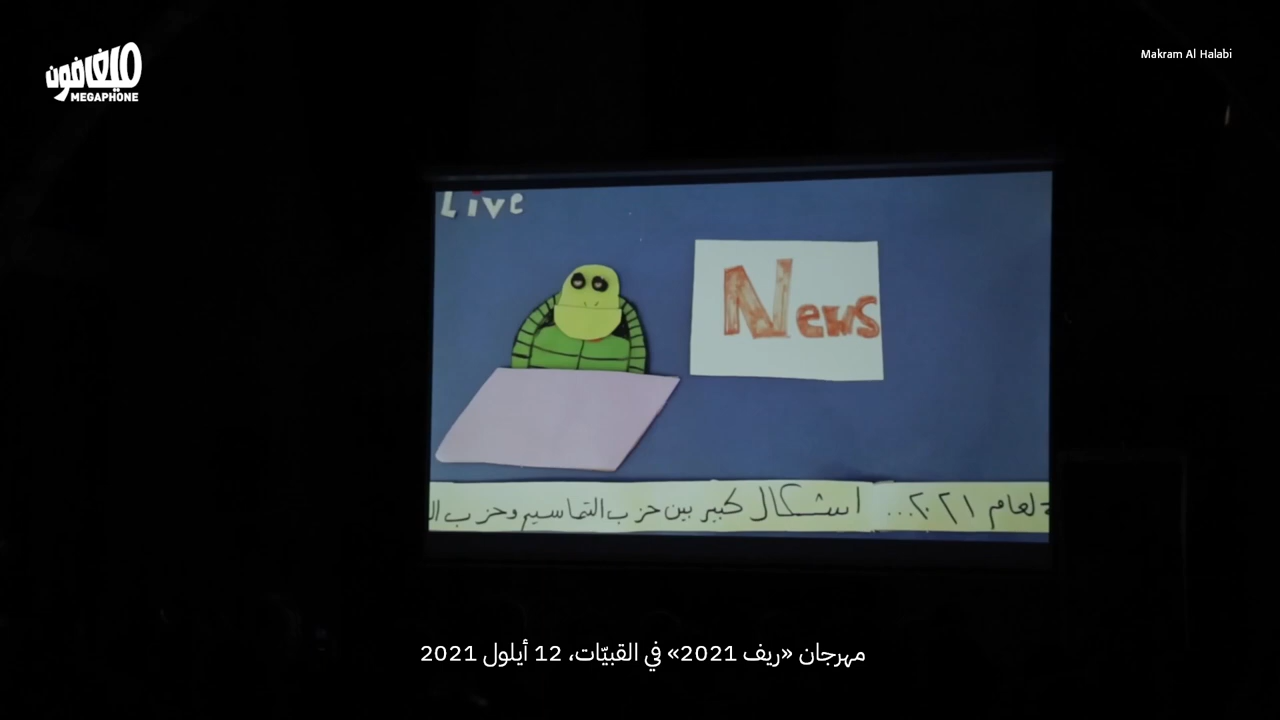 ميغافون
MEGAPHONE
Makram Al Halabi
Live
News
لعام ٢٠٢١... اشكال كبير بين حزب التماسيح وحزب
مهرجان «ريف 2021» في القبيّات، 12 أيلول 2021